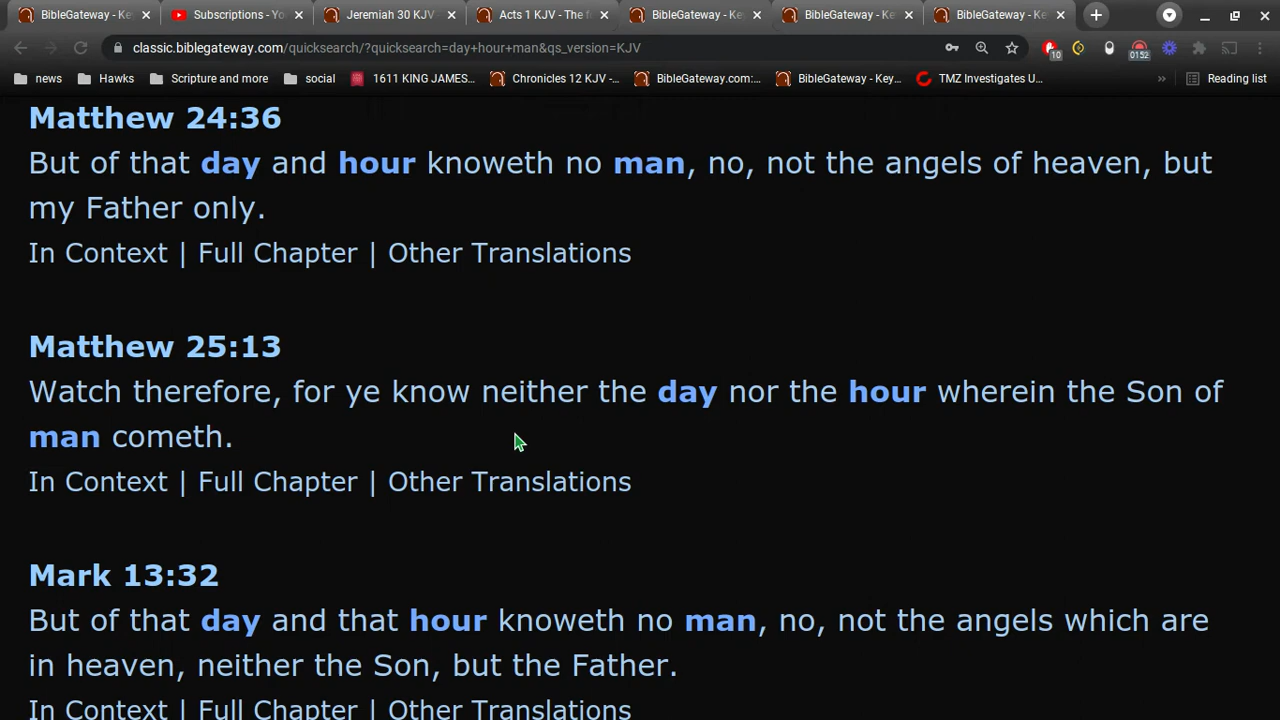 BibleGateway - Ke
Subscriptions - Yo
Jeremiah 30 KJV
Acts 1 KJV - The f
BibleGateway - Ke
BibleGateway - Ke
BibleGateway - Ke
classic.biblegateway.com/quicksearch/?quicksearch=day+hour+man&qs_version=KJV
10
0152
news
Hawks
Scripture and more
social
1611 KING JAMES...
Chronicles 12 KJV -...
BibleGateway.com:...
BibleGateway - Key...
TMZ Investigates U...
»
Reading list
Matthew 24:36
But of that day and hour knoweth no man, no, not the angels of heaven, but
my Father only.
In Context | Full Chapter | Other Translations
Matthew 25:13
Watch therefore, for ye know neither the day nor the hour wherein the Son of
man cometh.
In Context | Full Chapter | Other Translations
Mark 13:32
But of that day and that hour knoweth no man, no, not the angels which are
in heaven, neither the Son, but the Father.
In Context | Full Chapter | Other Translations